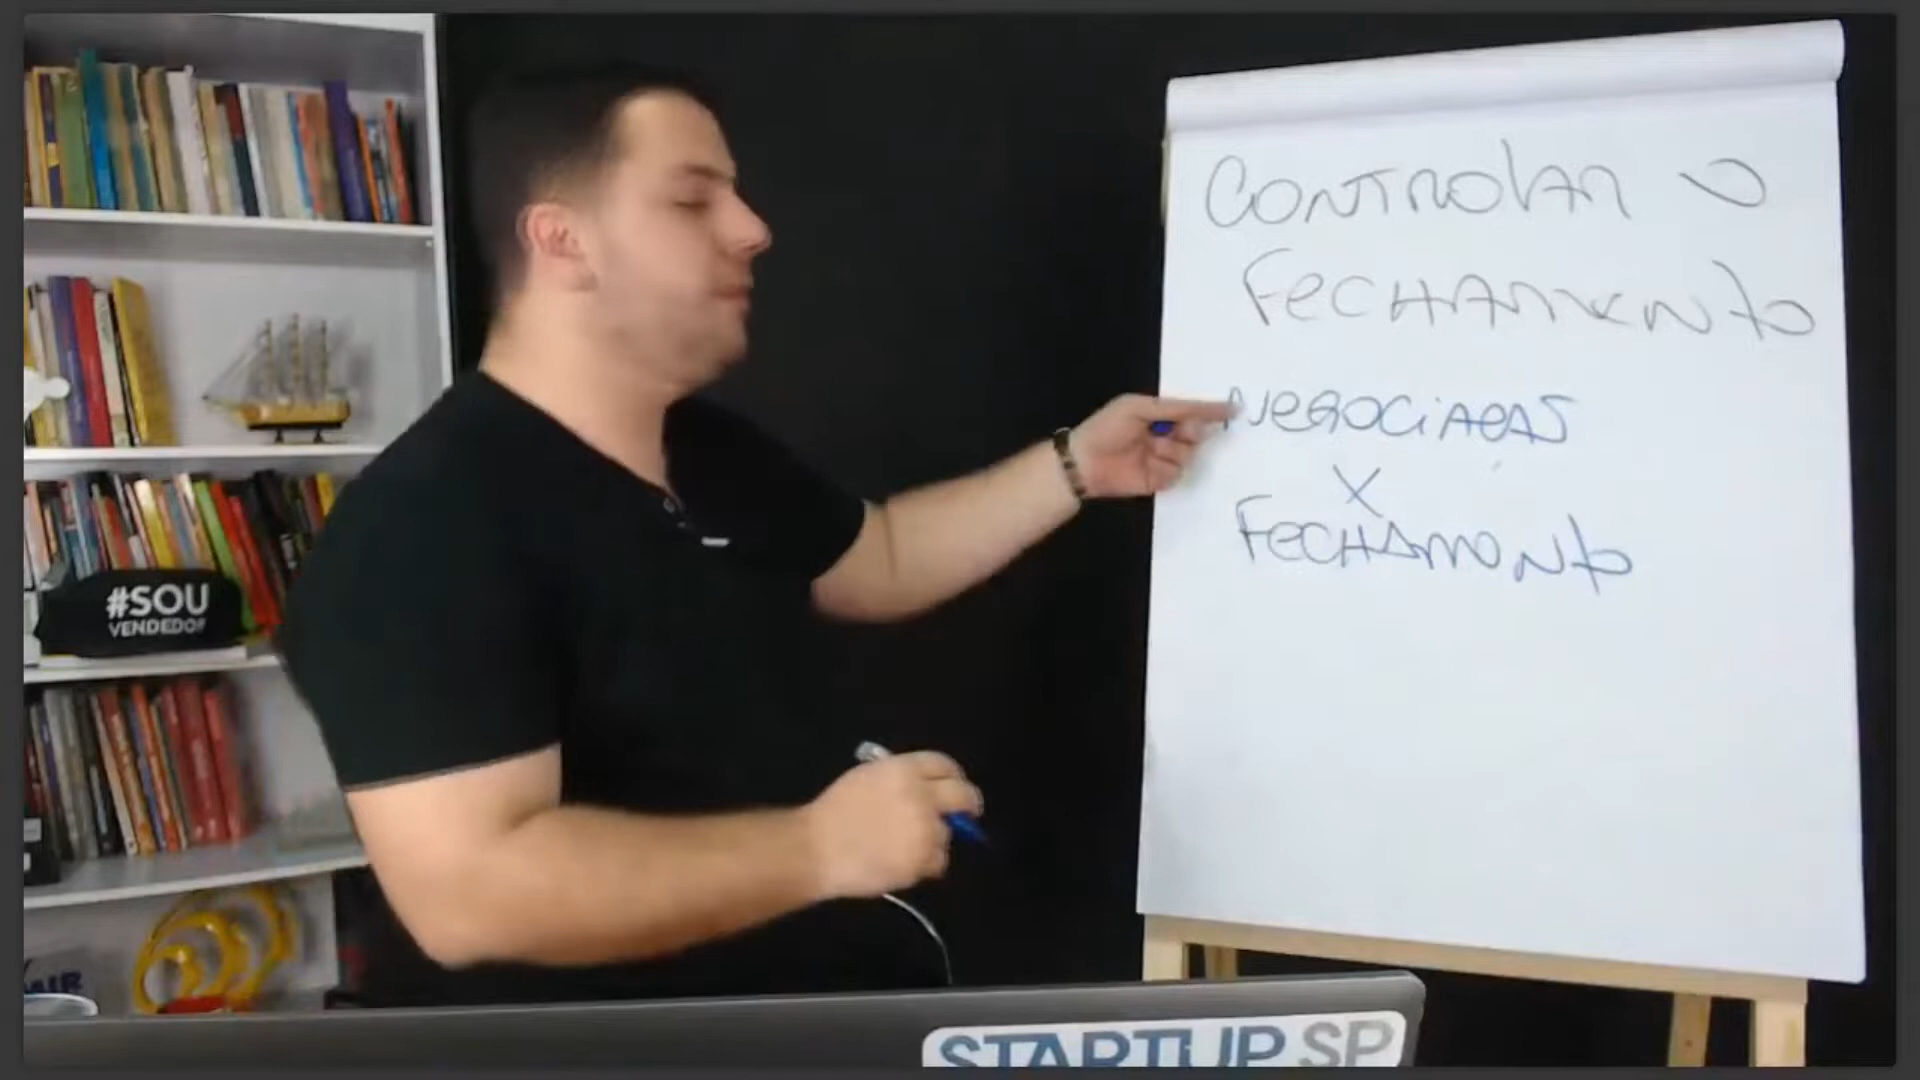 CONTROLAR O
FECHAMENTO
NEGOCIAÇÃO
X
FECHAMENTO
#SOU
VENDEDOR
STARTUP SP